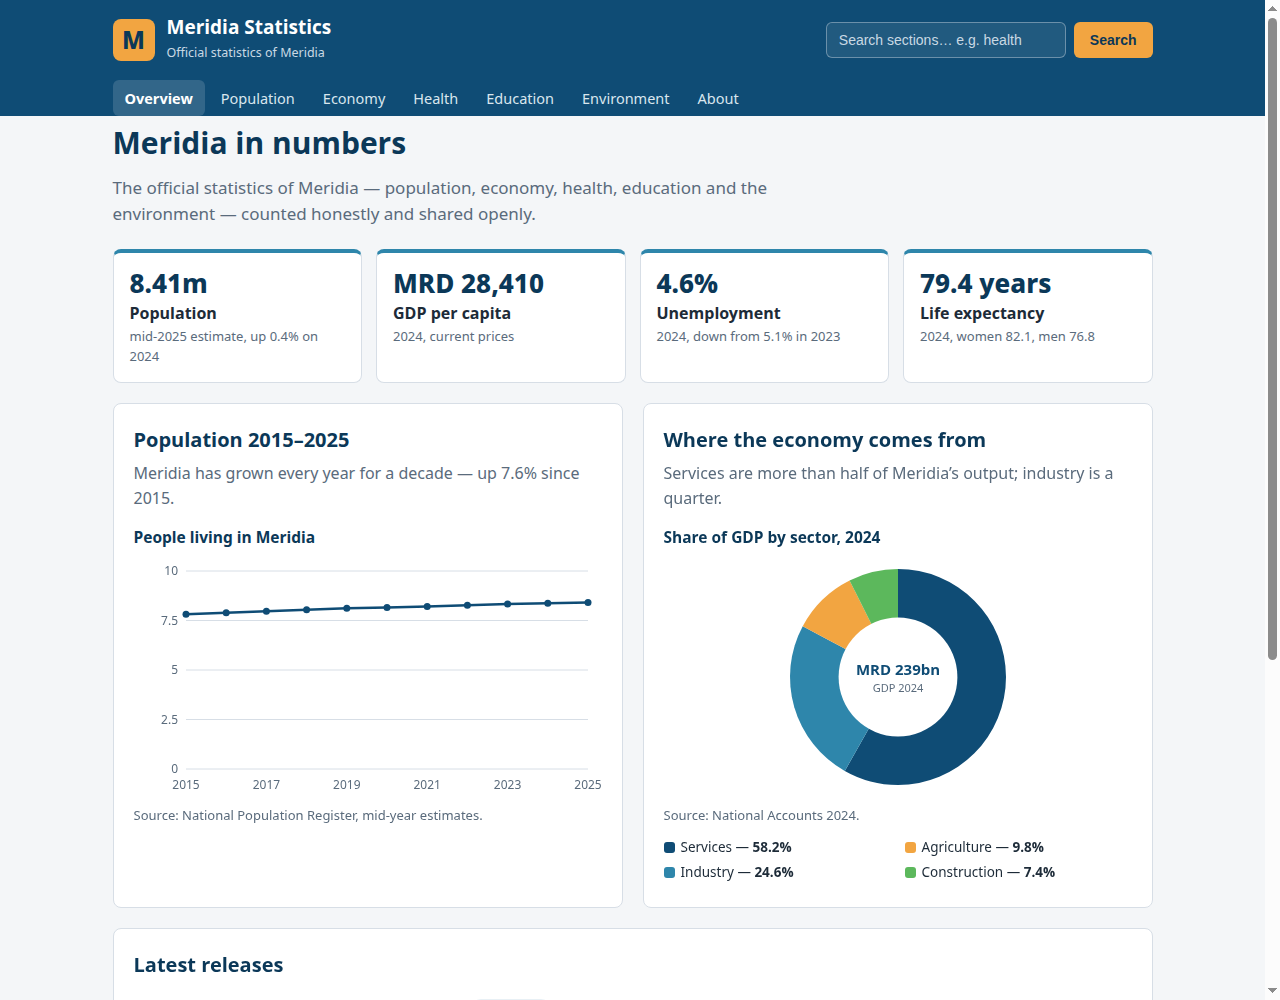 M
Meridia Statistics
Official statistics of Meridia
Search sections… e.g. health
Search
Overview
Population
Economy
Health
Education
Environment
About
Meridia in numbers
The official statistics of Meridia — population, economy, health, education and the
environment — counted honestly and shared openly.
8.41m
Population
mid-2025 estimate, up 0.4% on
2024
MRD 28,410
GDP per capita
2024, current prices
4.6%
Unemployment
2024, down from 5.1% in 2023
79.4 years
Life expectancy
2024, women 82.1, men 76.8
Population 2015–2025
Meridia has grown every year for a decade — up 7.6% since
2015.
People living in Meridia
10
7.5
5
2.5
0
2015 2017 2019 2021 2023 2025
Source: National Population Register, mid-year estimates.
Where the economy comes from
Services are more than half of Meridia’s output; industry is a
quarter.
Share of GDP by sector, 2024
MRD 239bn
GDP 2024
Source: National Accounts 2024.
Services — 58.2%
Agriculture — 9.8%
Industry — 24.6%
Construction — 7.4%
Latest releases